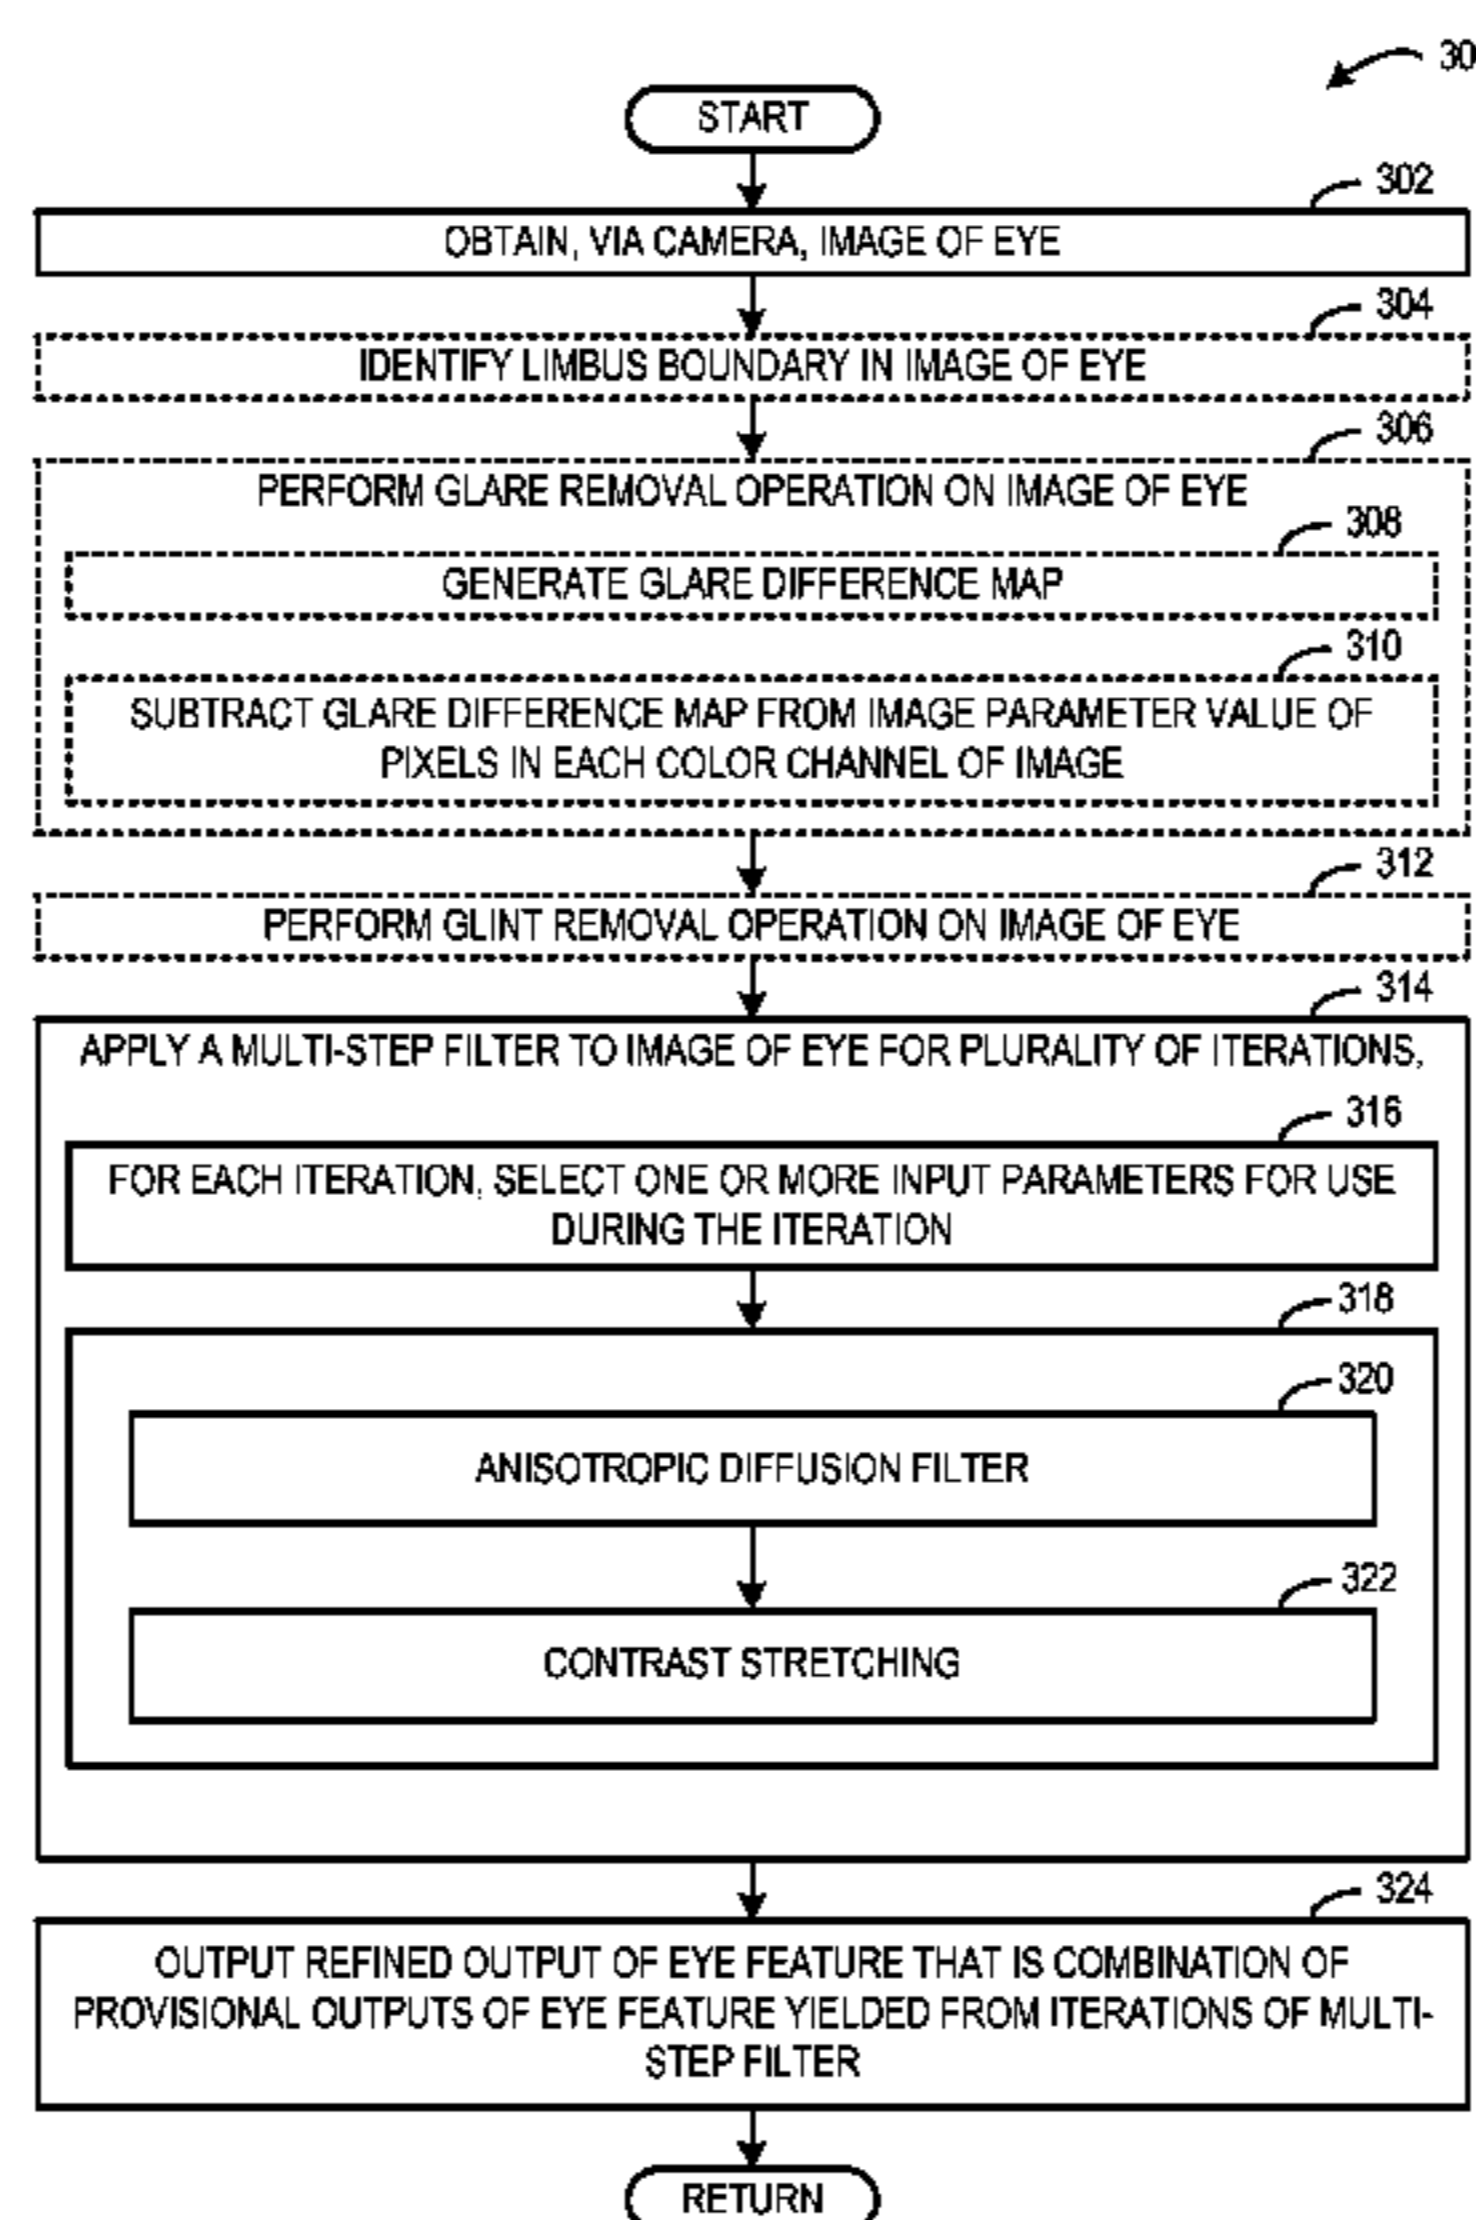 30
START
302
OBTAIN, VIA CAMERA, IMAGE OF EYE
304
IDENTIFY LIMBUS BOUNDARY IN IMAGE OF EYE
306
PERFORM GLARE REMOVAL OPERATION ON IMAGE OF EYE
308
GENERATE GLARE DIFFERENCE MAP
310
SUBTRACT GLARE DIFFERENCE MAP FROM IMAGE PARAMETER VALUE OF
PIXELS IN EACH COLOR CHANNEL OF IMAGE
312
PERFORM GLINT REMOVAL OPERATION ON IMAGE OF EYE
314
APPLY A MULTI-STEP FILTER TO IMAGE OF EYE FOR PLURALITY OF ITERATIONS,
316
FOR EACH ITERATION, SELECT ONE OR MORE INPUT PARAMETERS FOR USE
DURING THE ITERATION
318
320
ANISOTROPIC DIFFUSION FILTER
322
CONTRAST STRETCHING
324
OUTPUT REFINED OUTPUT OF EYE FEATURE THAT IS COMBINATION OF
PROVISIONAL OUTPUTS OF EYE FEATURE YIELDED FROM ITERATIONS OF MULTI-
STEP FILTER
RETURN